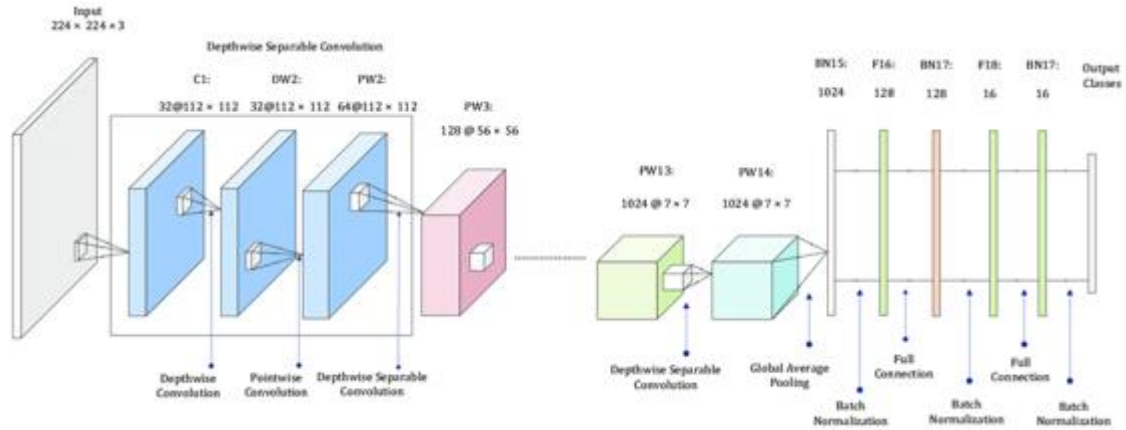 Input
224 × 224 × 3
Depthwise Separable Convolution
C1:
32@112 × 112
DW2:
32@112 × 112
PW2:
64@112 × 112
PW3:
128 @ 56 × 56
PW13:
1024 @ 7 × 7
PW14:
1024 @ 7 × 7
BN15:
1024
F16:
128
BN17:
128
F18:
16
BN17:
16
Output
Classes
Depthwise
Convolution
Pointwise
Convolution
Depthwise Separable
Convolution
Depthwise Separable
Convolution
Global Average
Pooling
Batch
Normalization
Full
Connection
Batch
Normalization
Full
Connection
Batch
Normalization